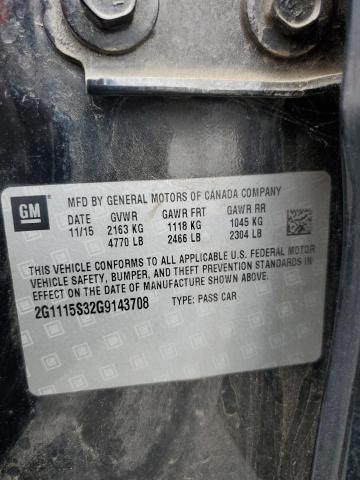 GM
MFD BY GENERAL MOTORS OF CANADA COMPANY
DATE GVWR GAWR FRT GAWR RR
11/15 2163 KG 1118 KG 1045 KG
4770 LB 2466 LB 2304 LB
THIS VEHICLE CONFORMS TO ALL APPLICABLE U.S. FEDERAL MOTOR
VEHICLE SAFETY, BUMPER, AND THEFT PREVENTION STANDARDS IN
EFFECT ON THE DATE OF MANUFACTURE SHOWN ABOVE.
2G1115S32G9143708 TYPE: PASS CAR